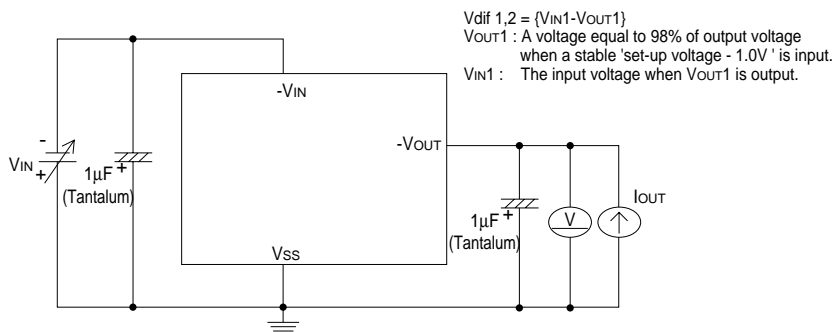 Vdif 1,2 = {VIN1-VOUT1}
VOUT1 : A voltage equal to 98% of output voltage
when a stable 'set-up voltage - 1.0V ' is input.
VIN1 : The input voltage when VOUT1 is output.
-VIN
-VOUT
-
VIN
+
1µF +
(Tantalum)
1µF +
(Tantalum)
V
IOUT
VSS